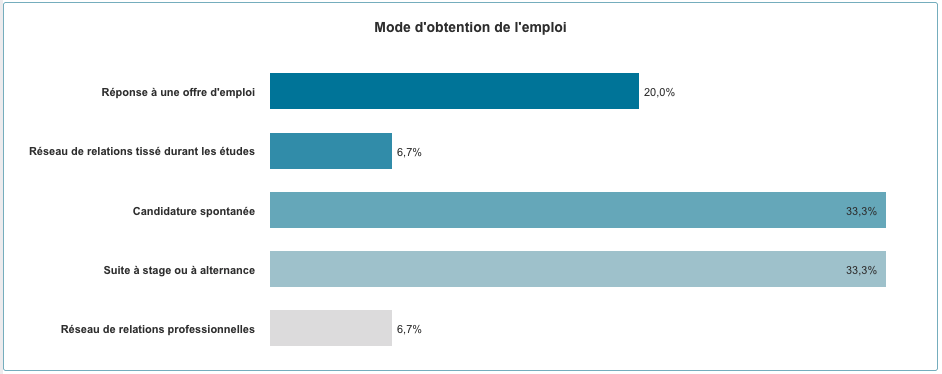 Mode d'obtention de l'emploi
Réponse à une offre d'emploi 20,0%
Réseau de relations tissé durant les études 6,7%
Candidature spontanée 33,3%
Suite à stage ou à alternance 33,3%
Réseau de relations professionnelles 6,7%